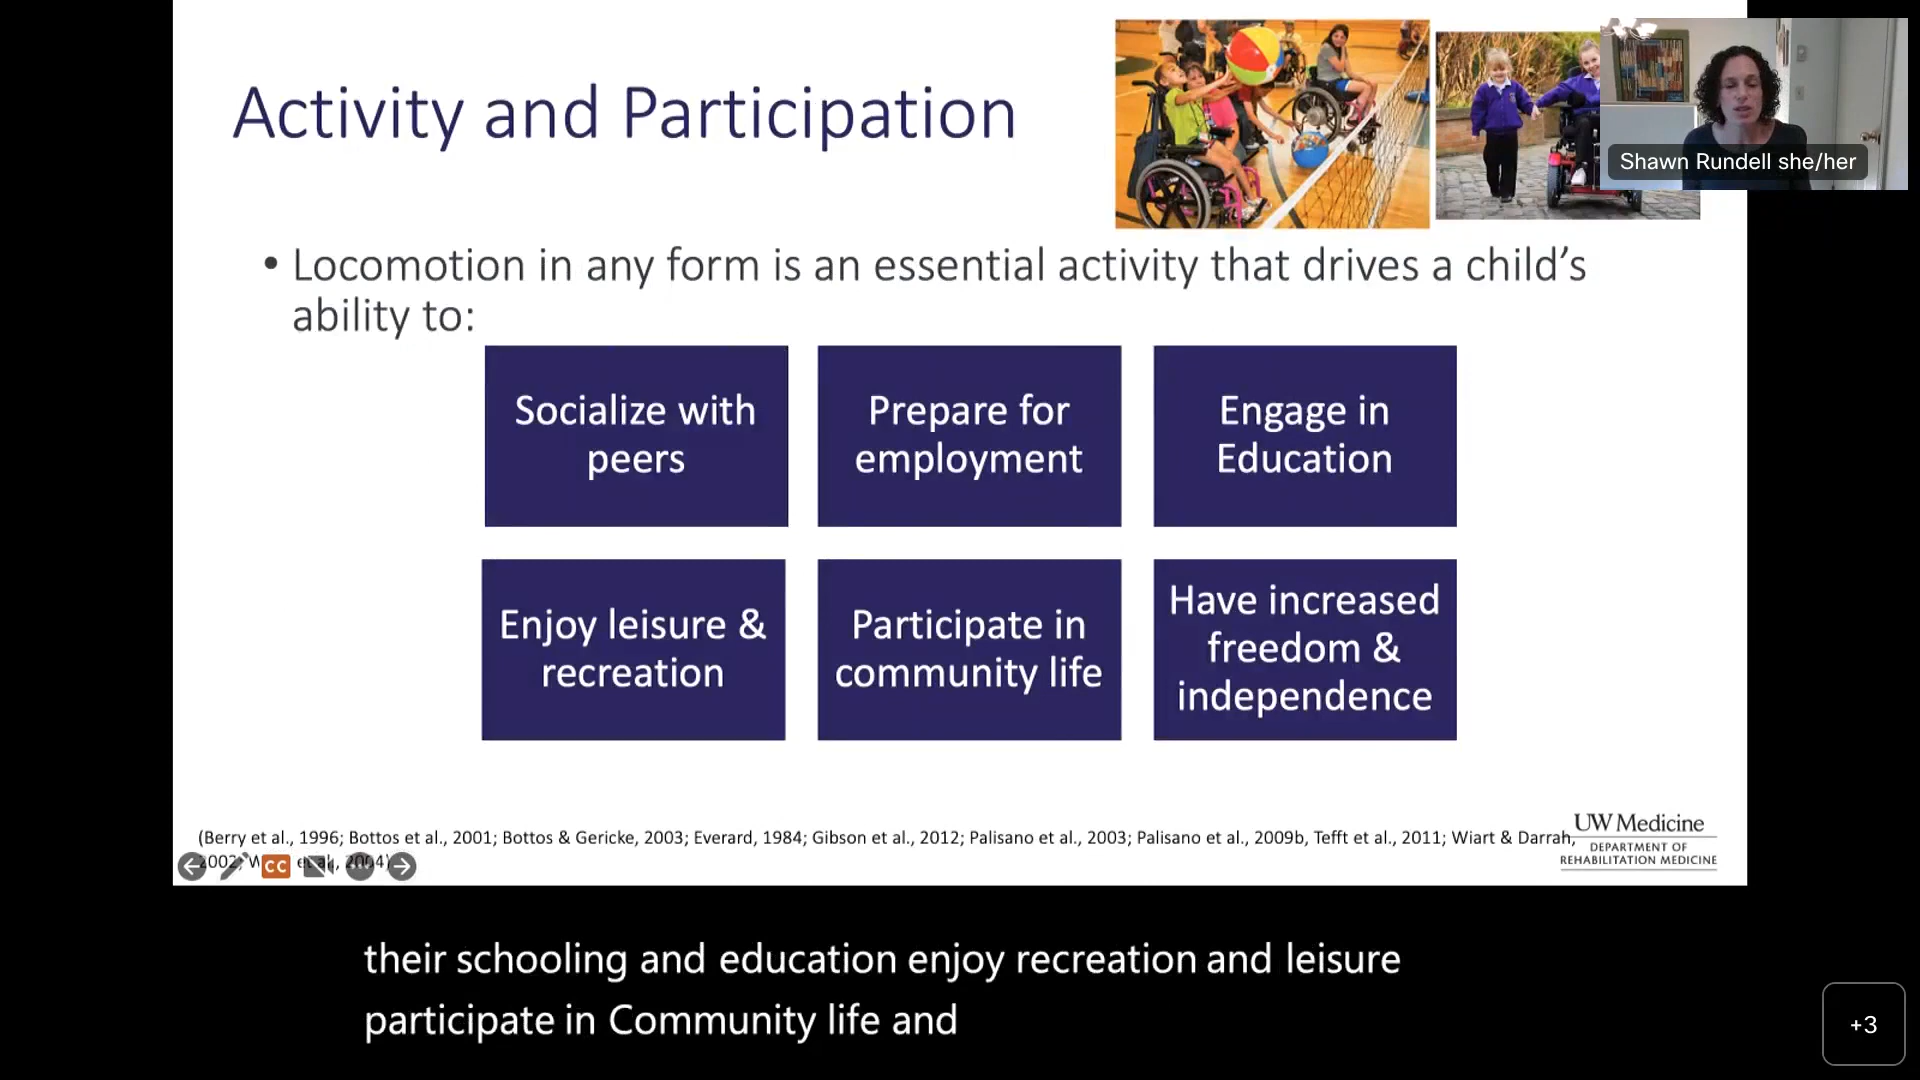 Activity and Participation
Shawn Rundell she/her
• Locomotion in any form is an essential activity that drives a child's
ability to:
Socialize with
peers
Prepare for
employment
Engage in
Education
Enjoy leisure &
recreation
Participate in
community life
Have increased
freedom &
independence
(Berry et al., 1996; Bottos et al., 2001; Bottos & Gericke, 2003; Everard, 1984; Gibson et al., 2012; Palisano et al., 2003; Palisano et al., 2009b, Tefft et al., 2011; Wiart & Darrah,
2002; et al., 2004)
CC
UW Medicine
DEPARTMENT OF
REHABILITATION MEDICINE
their schooling and education enjoy recreation and leisure
participate in Community life and
+3